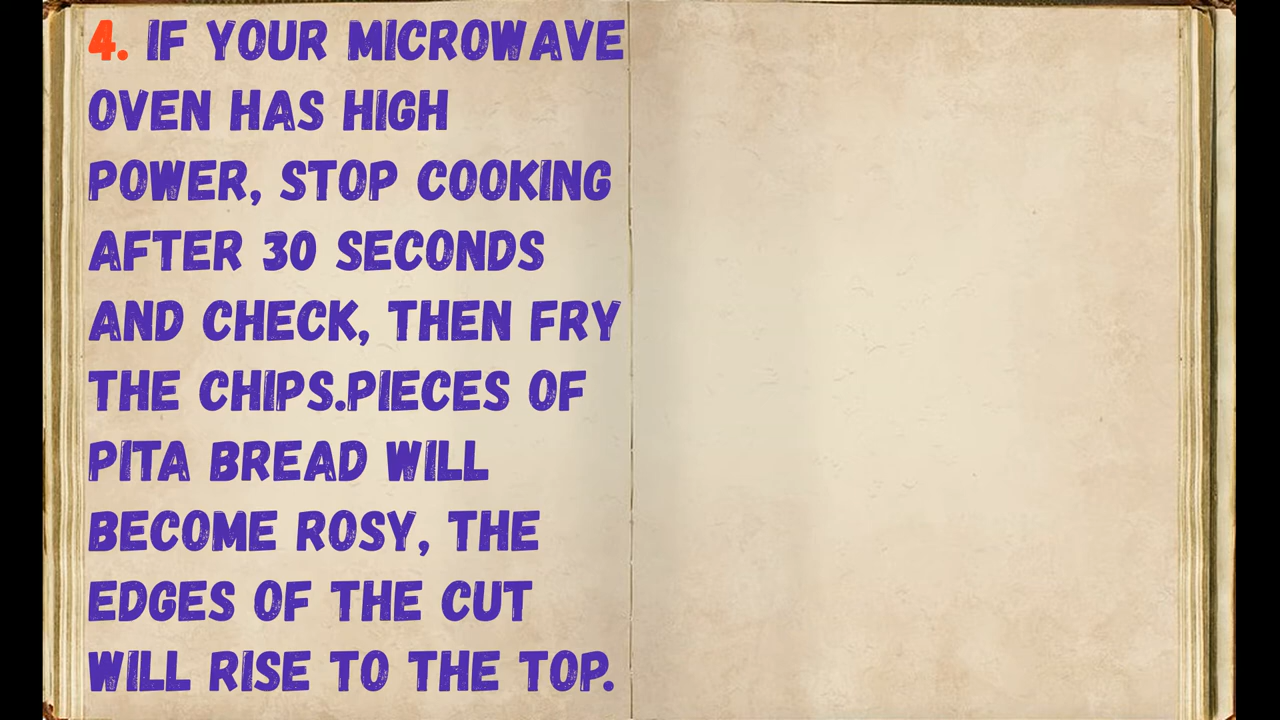 4. IF YOUR MICROWAVE
OVEN HAS HIGH
POWER, STOP COOKING
AFTER 30 SECONDS
AND CHECK, THEN FRY
THE CHIPS.PIECES OF
PITA BREAD WILL
BECOME ROSY, THE
EDGES OF THE CUT
WILL RISE TO THE TOP.